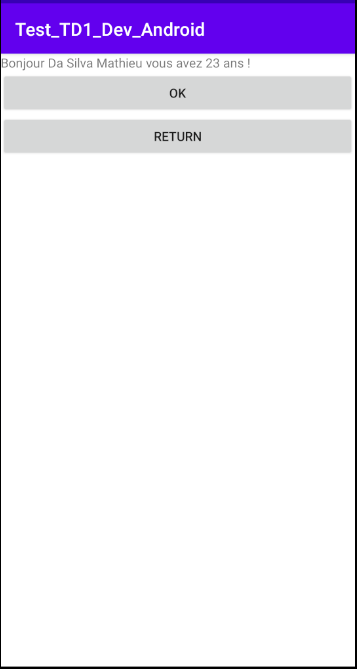 Test_TD1_Dev_Android
Bonjour Da Silva Mathieu vous avez 23 ans !
OK
RETURN